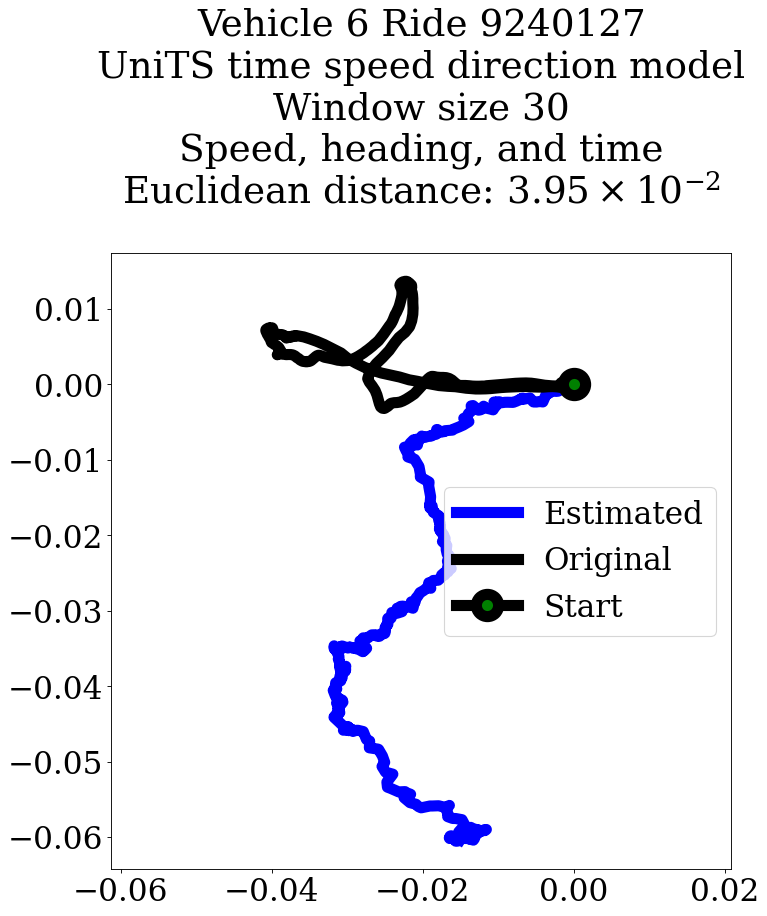 Vehicle 6 Ride 9240127
UniTS time speed direction model
Window size 30
Speed, heading, and time
Euclidean distance: 3.95 × 10⁻²
0.01
0.00
−0.01
−0.02
−0.03
−0.04
−0.05
−0.06
Estimated
Original
Start
−0.06 −0.04 −0.02 0.00 0.02